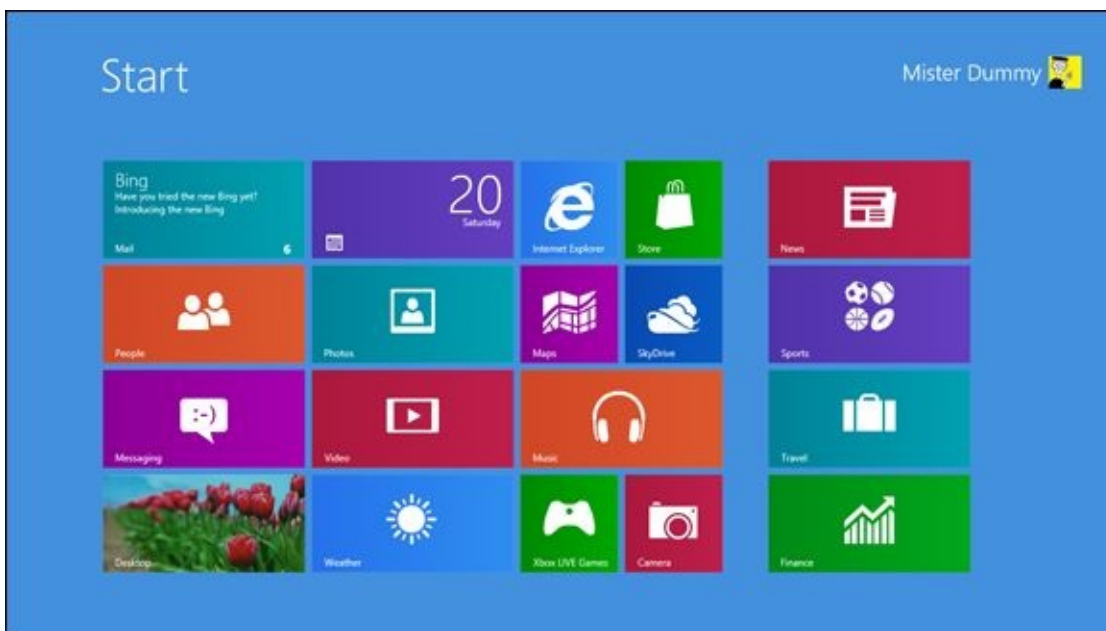 Start
Mister Dummy
Bing
Have you tried the new Bing yet?
Introducing the new Bing
Mail 6
20
Saturday
Internet Explorer
Store
News
People
Photos
Maps
SkyDrive
Sports
Messaging
:-)
Video
Music
Travel
Desktop
Weather
Xbox LIVE Games
Camera
Finance